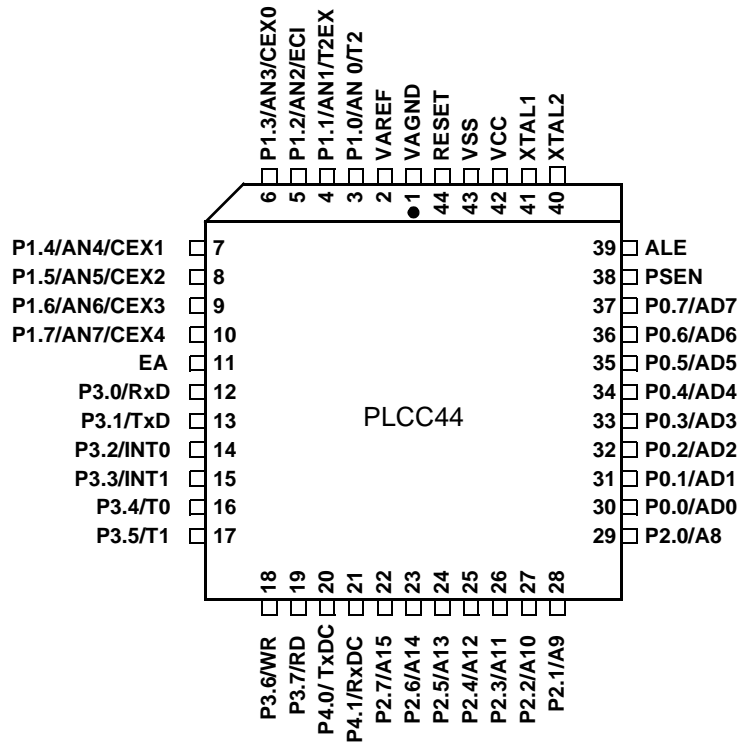 P1.3/AN3/CEX0
P1.2/AN2/ECI
P1.1/AN1/T2EX
P1.0/AN 0/T2
VAREF
VAGND
RESET
VSS
VCC
XTAL1
XTAL2
6
5
4
3
2
1
44
43
42
41
40
P1.4/AN4/CEX1 7
P1.5/AN5/CEX2 8
P1.6/AN6/CEX3 9
P1.7/AN7/CEX4 10
EA 11
P3.0/RxD 12
P3.1/TxD 13
P3.2/INT0 14
P3.3/INT1 15
P3.4/T0 16
P3.5/T1 17
PLCC44
39 ALE
38 PSEN
37 P0.7/AD7
36 P0.6/AD6
35 P0.5/AD5
34 P0.4/AD4
33 P0.3/AD3
32 P0.2/AD2
31 P0.1/AD1
30 P0.0/AD0
29 P2.0/A8
18
19
20
21
22
23
24
25
26
27
28
P3.6/WR
P3.7/RD
P4.0/ TxDC
P4.1/RxDC
P2.7/A15
P2.6/A14
P2.5/A13
P2.4/A12
P2.3/A11
P2.2/A10
P2.1/A9